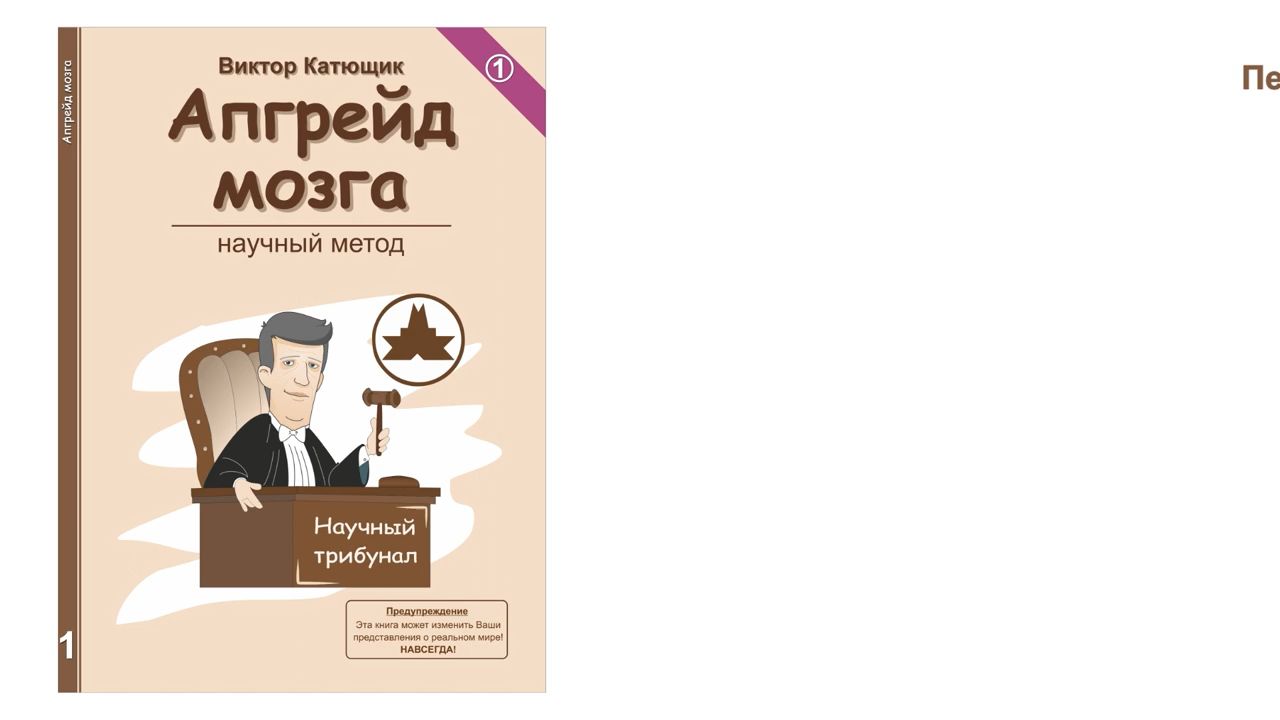 Апгрейд мозга
1
Виктор Катющик
1
Апгрейд
мозга
научный метод
Научный
трибунал
Предупреждение
Эта книга может изменить Ваши
представления о реальном мире!
НАВСЕГДА!
Пе